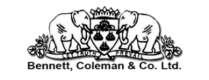 Bennett, Coleman & Co. Ltd.